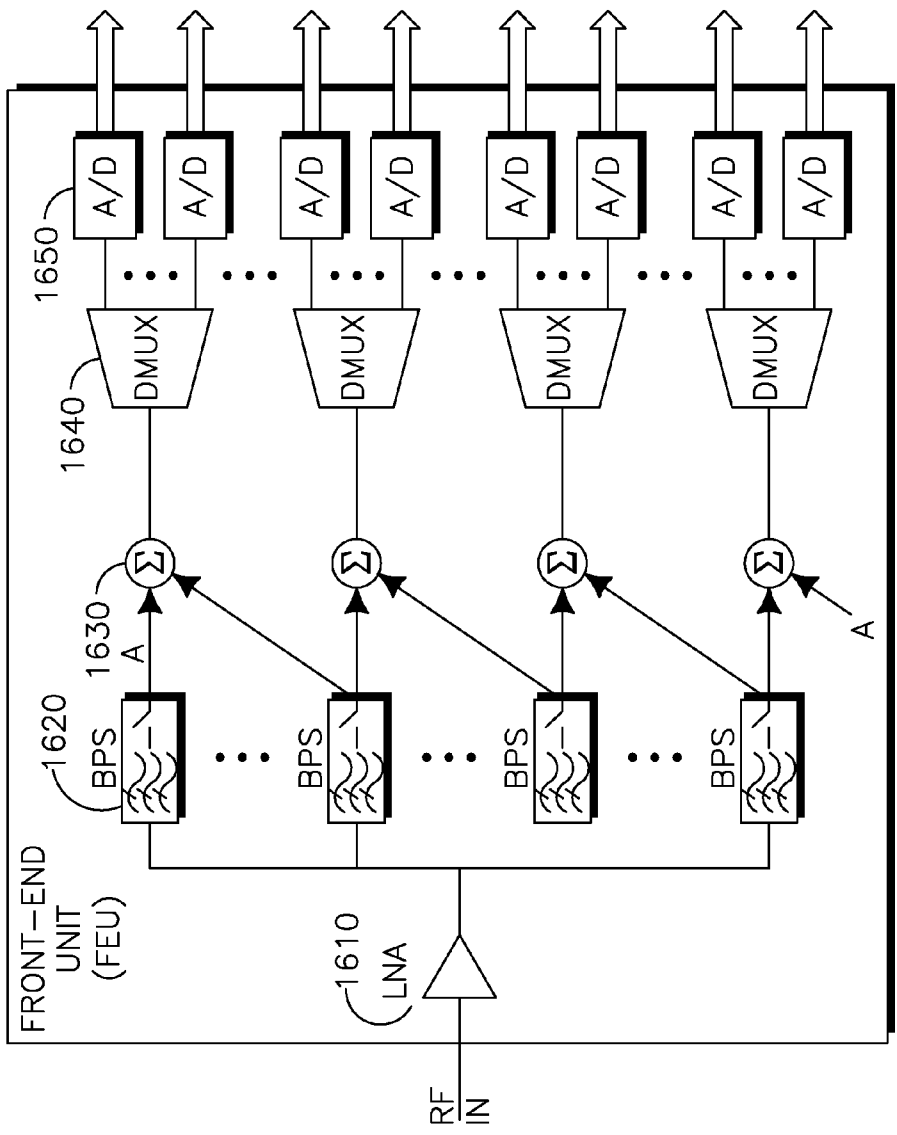 FRONT-END
UNIT
(FEU)
RF
IN
1610
LNA
1620
BPS
BPS
BPS
BPS
1630
A
Σ
Σ
Σ
Σ
A
1640
DMUX
DMUX
DMUX
DMUX
1650
A/D
A/D
A/D
A/D
A/D
A/D
A/D
A/D